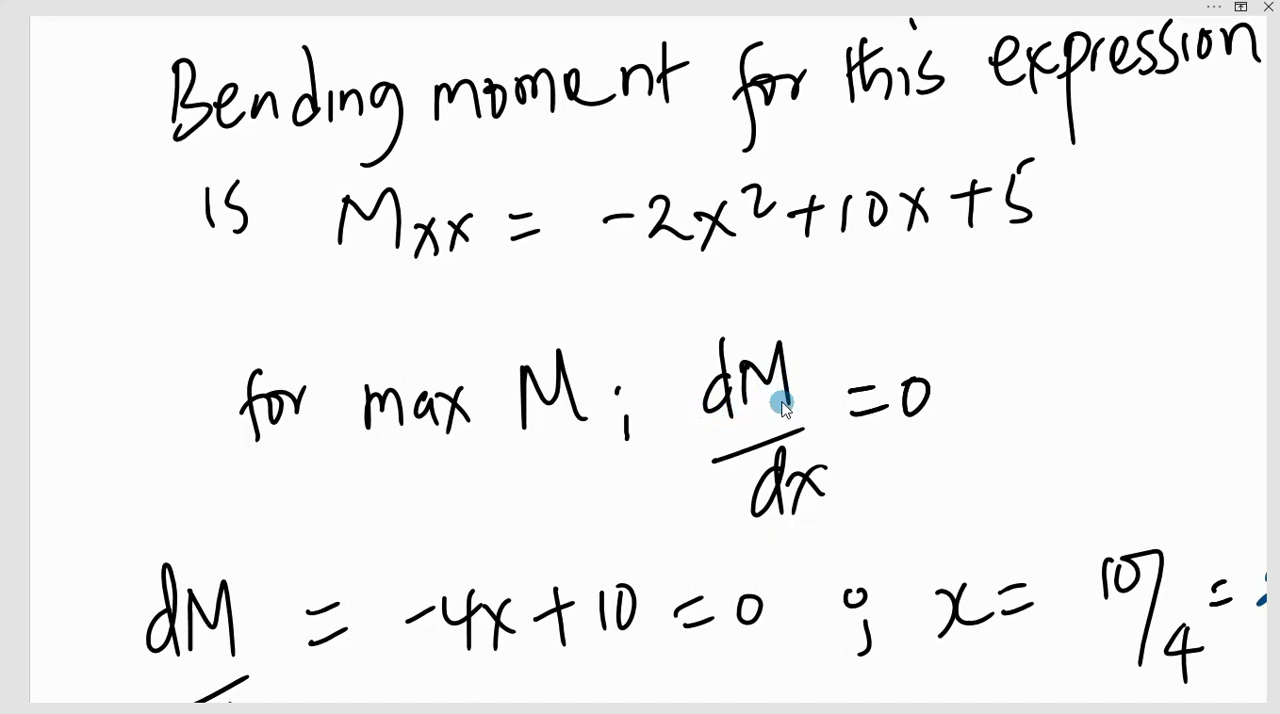 Bending moment for this expression
is Mxx = -2x² + 10x + 5
for max M ; dM/dx = 0
dM = -4x + 10 = 0 ; x = 10/4 =